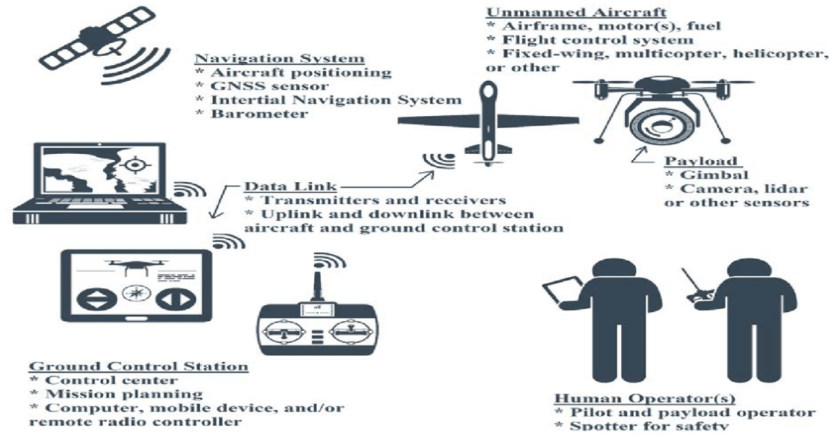 Unmanned Aircraft
* Airframe, motor(s), fuel
* Flight control system
* Fixed-wing, multicopter, helicopter,
or other
Navigation System
* Aircraft positioning
* GNSS sensor
* Intertial Navigation System
* Barometer
Payload
* Gimbal
* Camera, lidar
or other sensors
Data Link
* Transmitters and receivers
* Uplink and downlink between
aircraft and ground control station
Ground Control Station
* Control center
* Mission planning
* Computer, mobile device, and/or
remote radio controller
Human Operator(s)
* Pilot and payload operator
* Spotter for safety